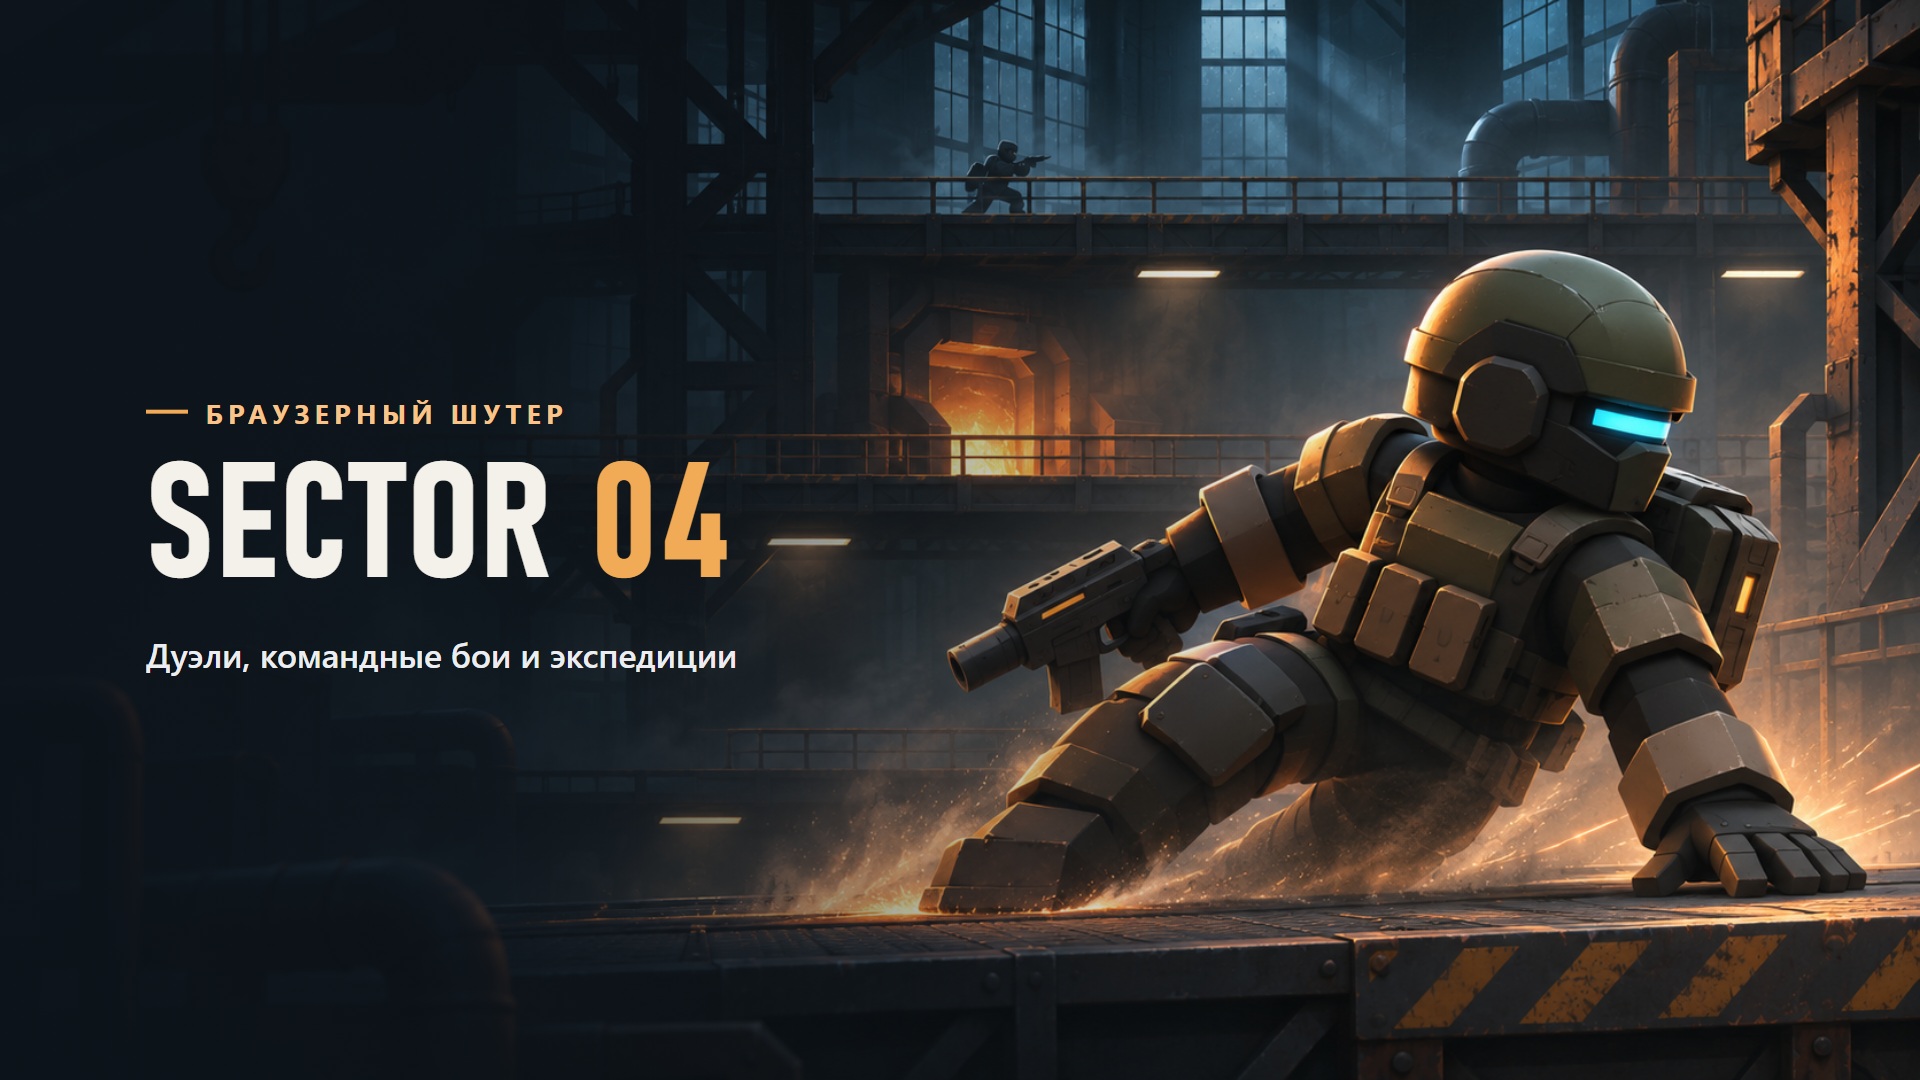 БРАУЗЕРНЫЙ ШУТЕР
SECTOR 04
Дуэли, командные бои и экспедиции